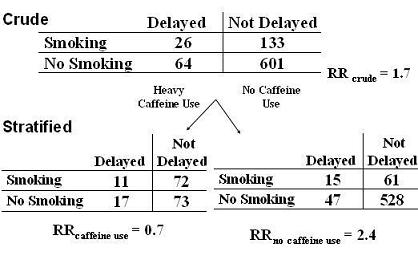 Crude
Delayed Not Delayed
Smoking 26 133
No Smoking 64 601
RR crude = 1.7
Heavy Caffeine Use
No Caffeine Use
Stratified
Delayed Not Delayed
Smoking 11 72
No Smoking 17 73
RR caffeine use = 0.7
Delayed Not Delayed
Smoking 15 61
No Smoking 47 528
RR no caffeine use = 2.4